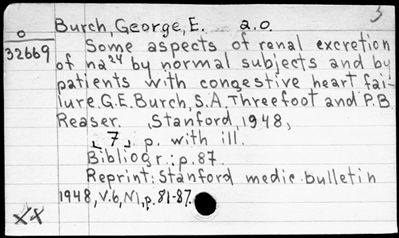 3
o Burch, George, E. a.o.
32669 Some aspects of renal excretion
of na24 by normal subjects and by
patients with congestive heart fai-
lure. G.E. Burch, S.A. Threefoot and P.B.
Reaser. , Stanford, 1948,
[7] p. with ill.
Bibliogr.: p. 87.
Reprint: Stanford medic. bulletin
1948, v.6, N1, p. 81-87.
XX